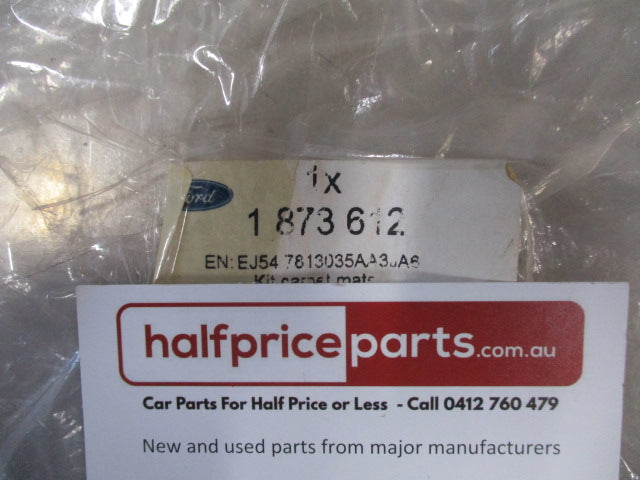 Ford
1x
1 873 612
EN: EJ54 7813035AA3JA6
Kit carpet mats
halfpriceparts.com.au
Car Parts For Half Price or Less - Call 0412 760 479
New and used parts from major manufacturers